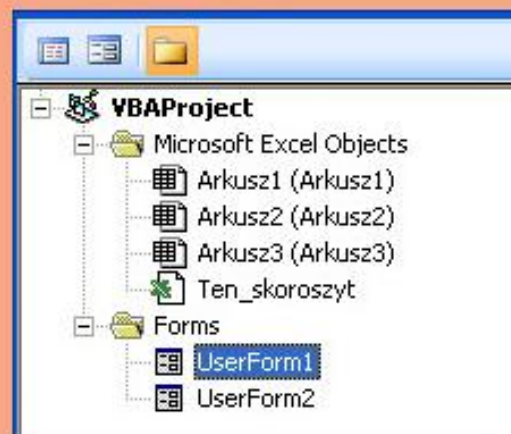 VBAProject
Microsoft Excel Objects
Arkusz1 (Arkusz1)
Arkusz2 (Arkusz2)
Arkusz3 (Arkusz3)
Ten_skoroszyt
Forms
UserForm1
UserForm2